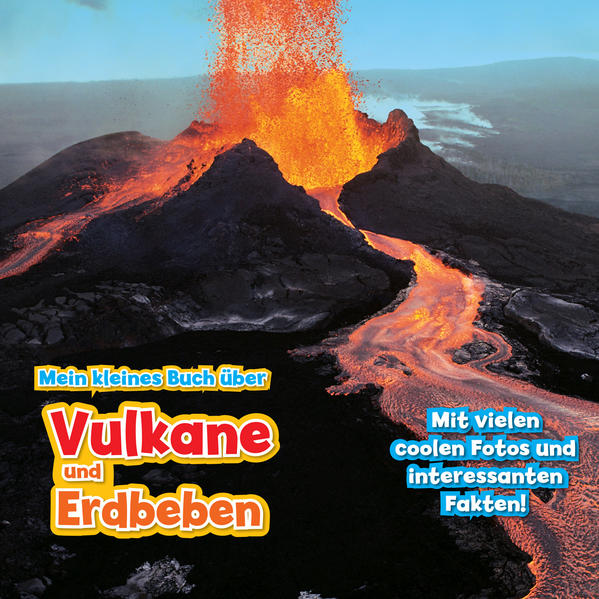 Mein kleines Buch über
Vulkane
und
Erdbeben
Mit vielen
coolen Fotos und
interessanten
Fakten!